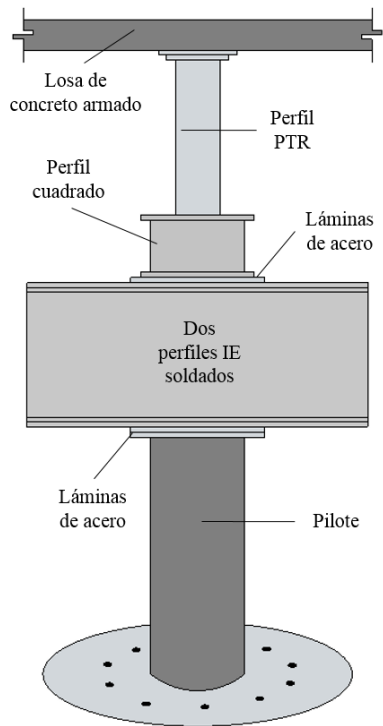 Losa de
concreto armado
Perfil
PTR
Perfil
cuadrado
Láminas
de acero
Dos
perfiles IE
soldados
Láminas
de acero
Pilote